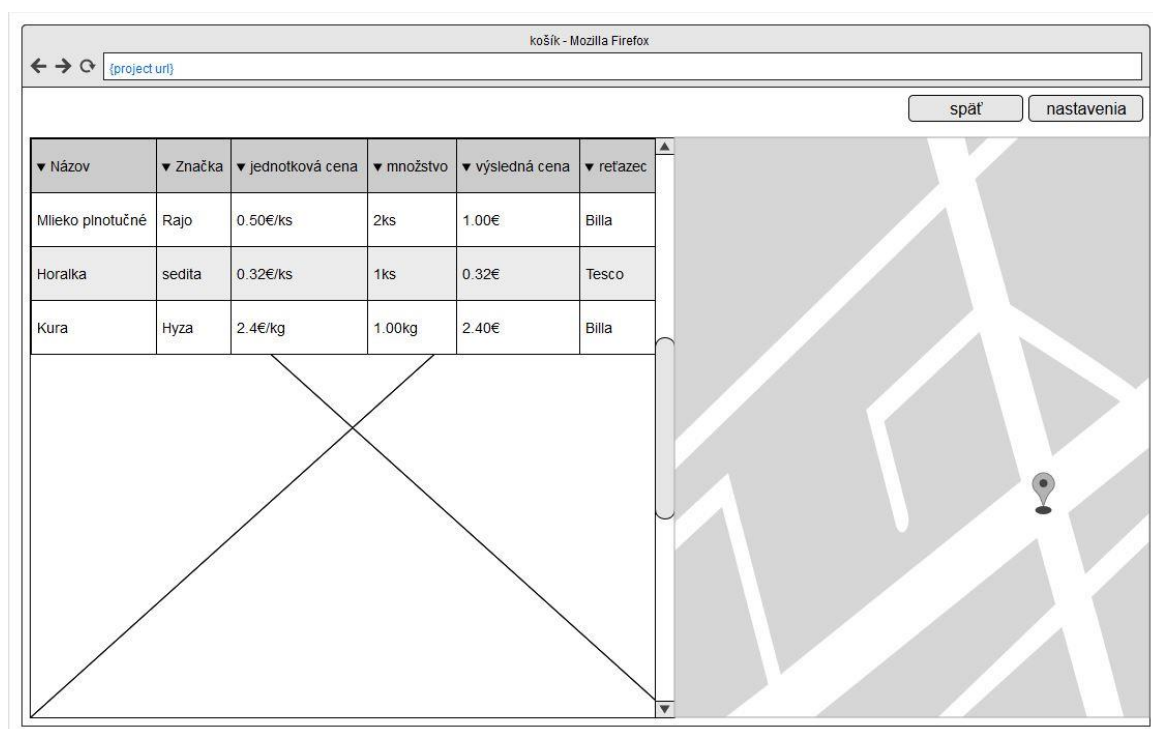 košík - Mozilla Firefox
{project url}
späť nastavenia
▼ Názov ▼ Značka ▼ jednotková cena ▼ množstvo ▼ výsledná cena ▼ reťazec
Mlieko plnotučné Rajo 0.50€/ks 2ks 1.00€ Billa
Horalka sedita 0.32€/ks 1ks 0.32€ Tesco
Kura Hyza 2.4€/kg 1.00kg 2.40€ Billa